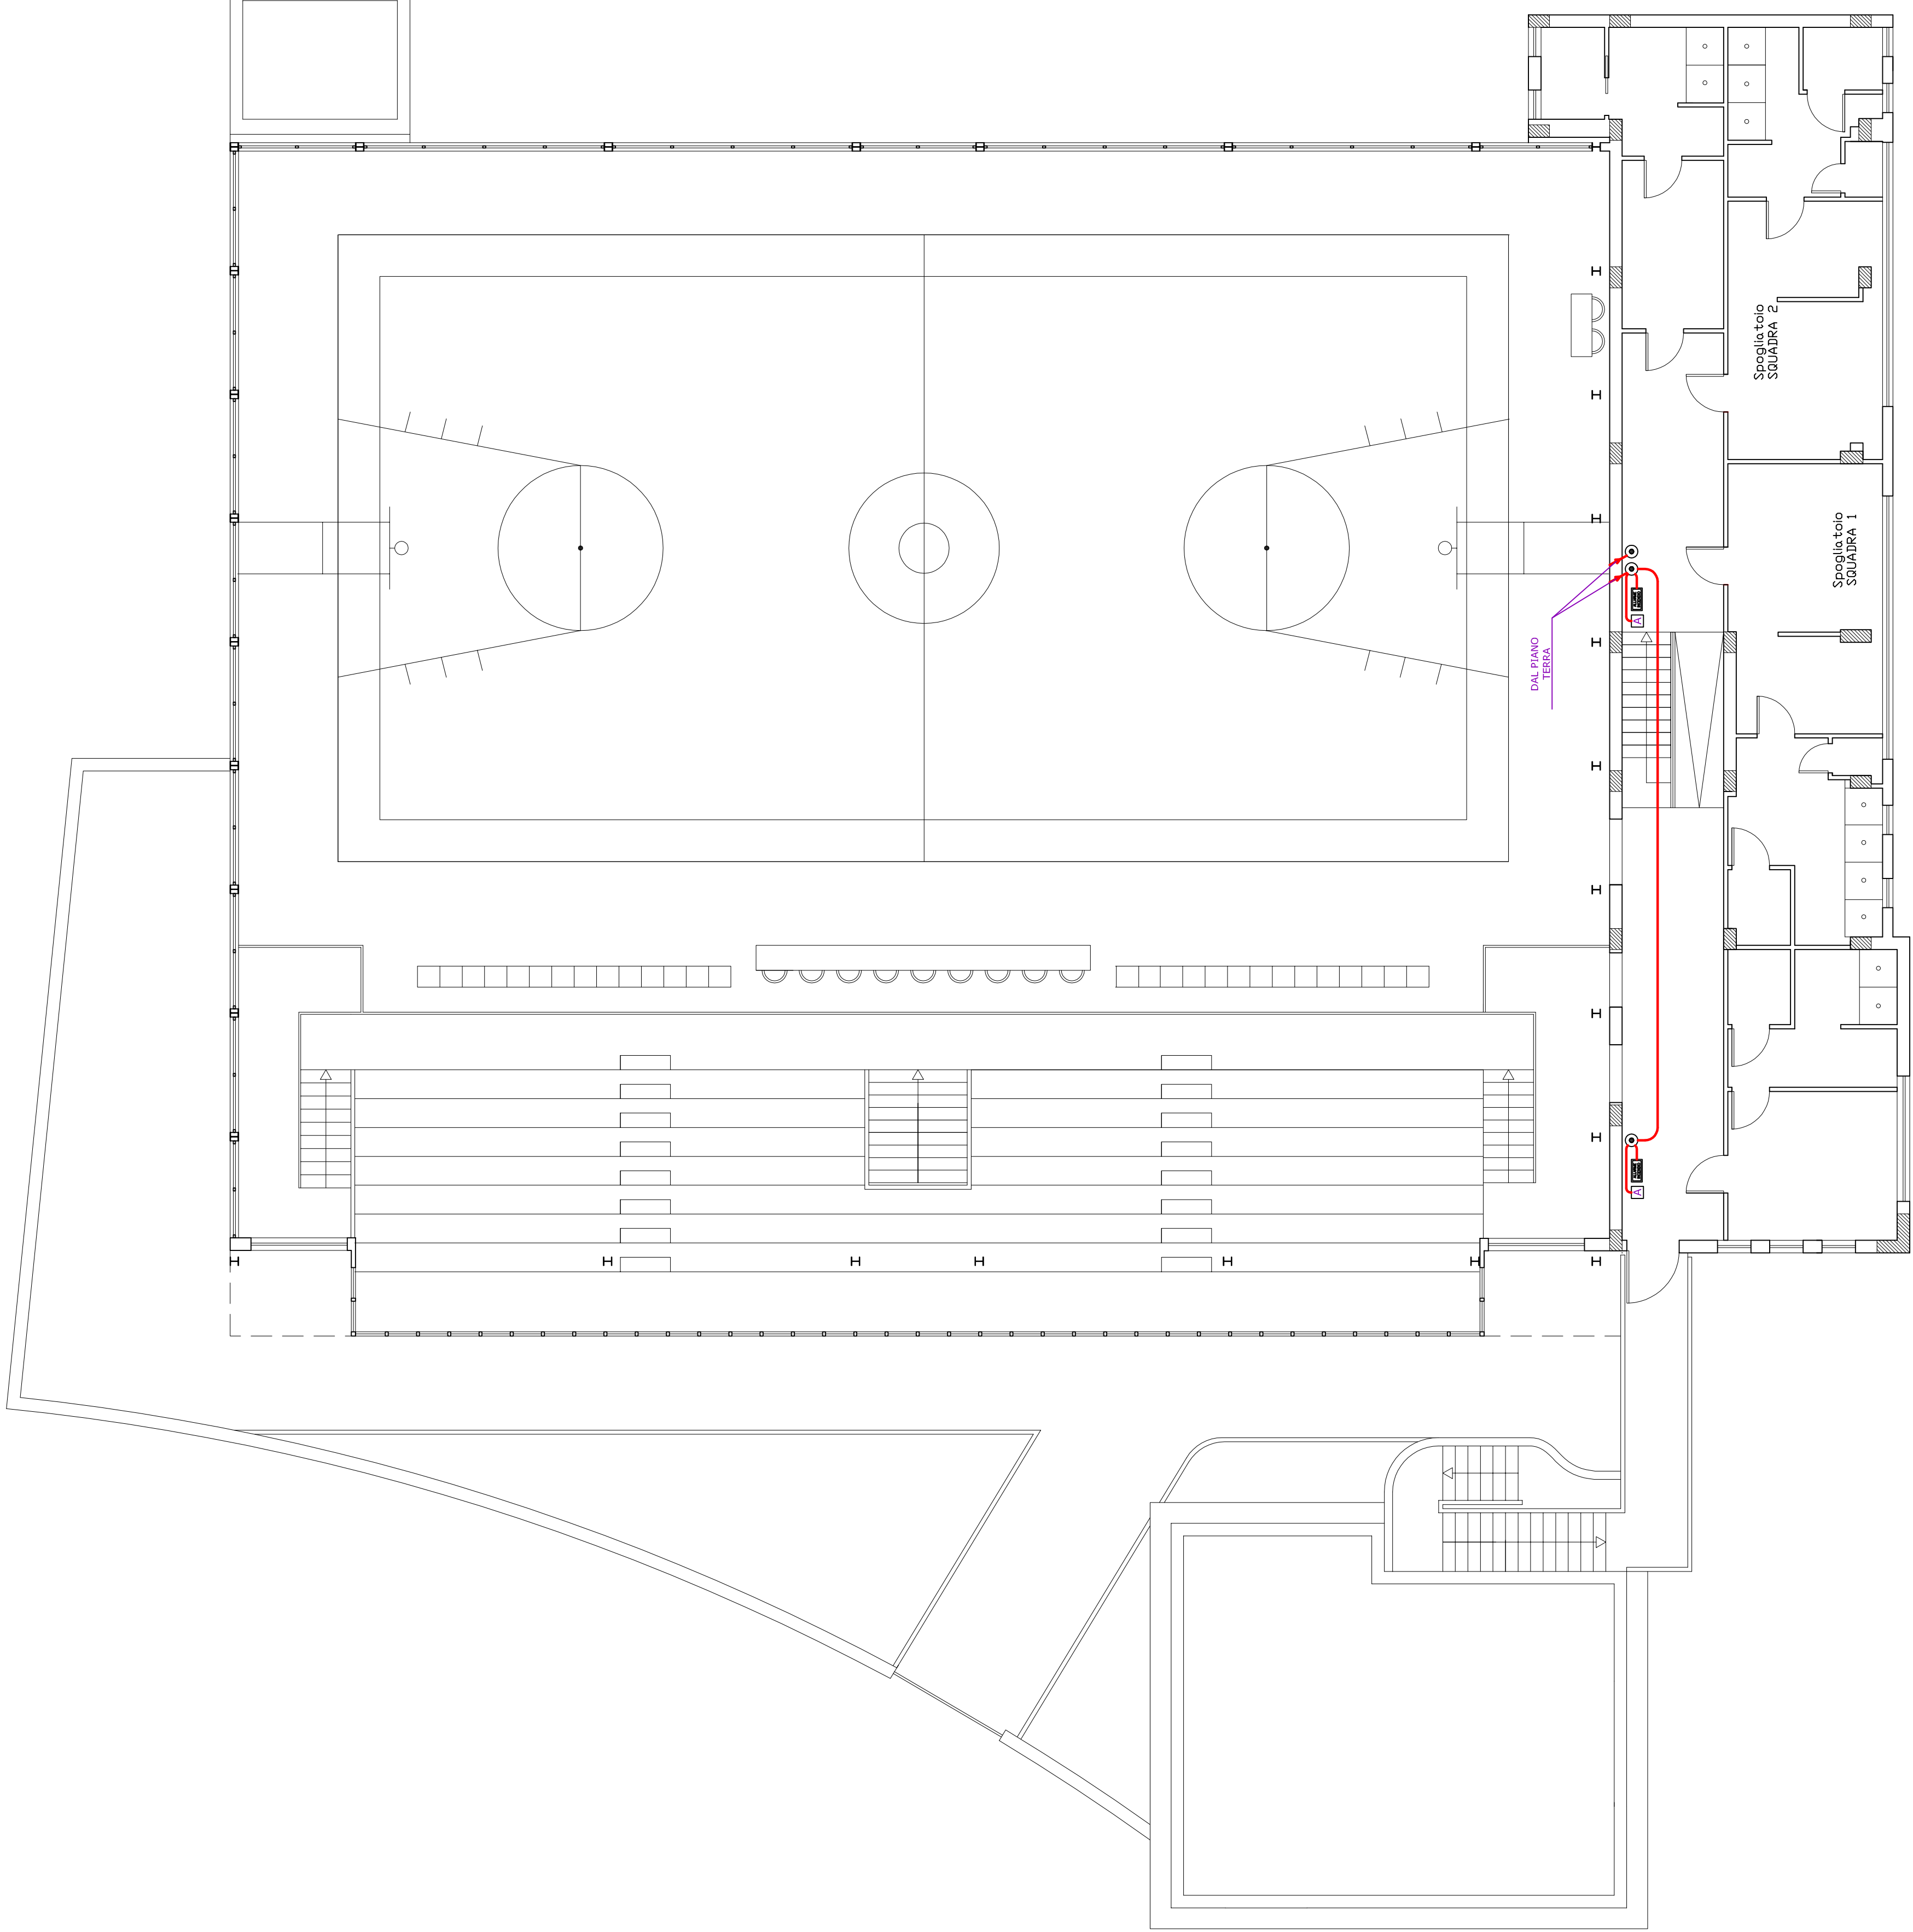 Spogliatoio
SQUADRA 2
Spogliatoio
SQUADRA 1
DAL PIANO
TERRA
A
A